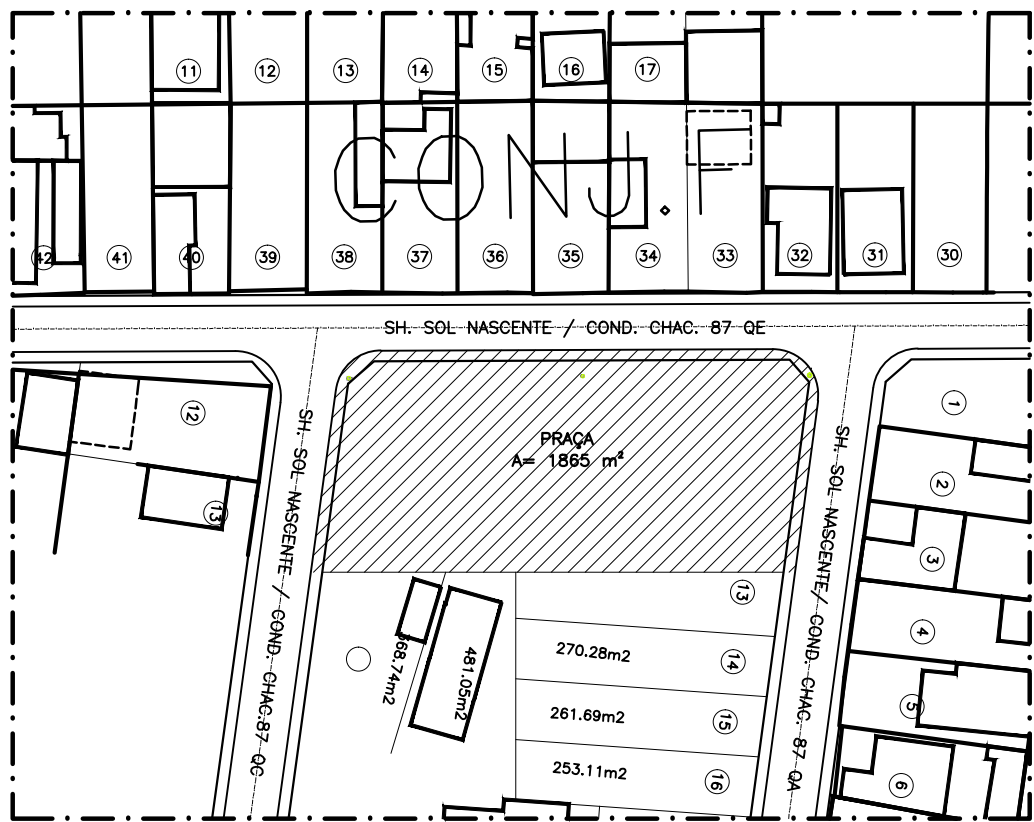 11 12 13 14 15 16 17
CONJ F
42 41 40 39 38 37 36 35 34 33 32 31 30
SH. SOL NASCENTE / COND. CHAC. 87 QE
12
13
SH. SOL NASCENTE / COND. CHAC.87 QC
PRAÇA
A= 1865 m²
SH. SOL NASCENTE/ COND. CHAC. 87 QA
1
2
3
4
5
6
481.05m2
13
270.28m2 14
261.69m2 15
253.11m2 16